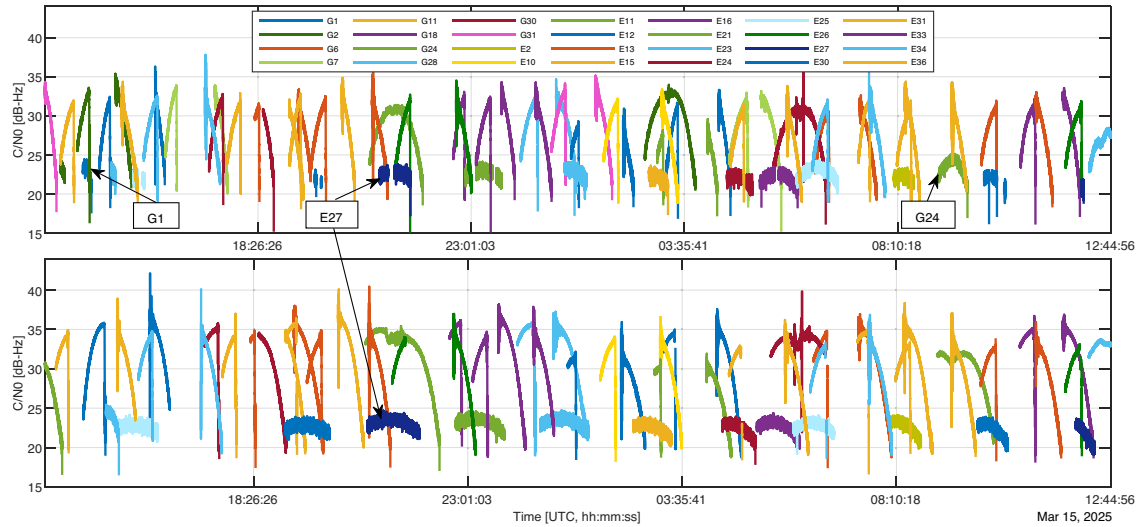 G1 G11 G30 E11 E16 E25 E31
G2 G18 G31 E12 E21 E27 E33
G6 G24 E2 E13 E23 E27 E34
G7 G28 E10 E15 E24 E30 E36
40
35
30
25
20
15
C/N0 [dB-Hz]
G1
E27
G24
18:26:26 23:01:03 03:35:41 08:10:18 12:44:56
40
35
30
25
20
15
C/N0 [dB-Hz]
18:26:26 23:01:03 03:35:41 08:10:18 12:44:56
Time [UTC, hh:mm:ss]
Mar 15, 2025